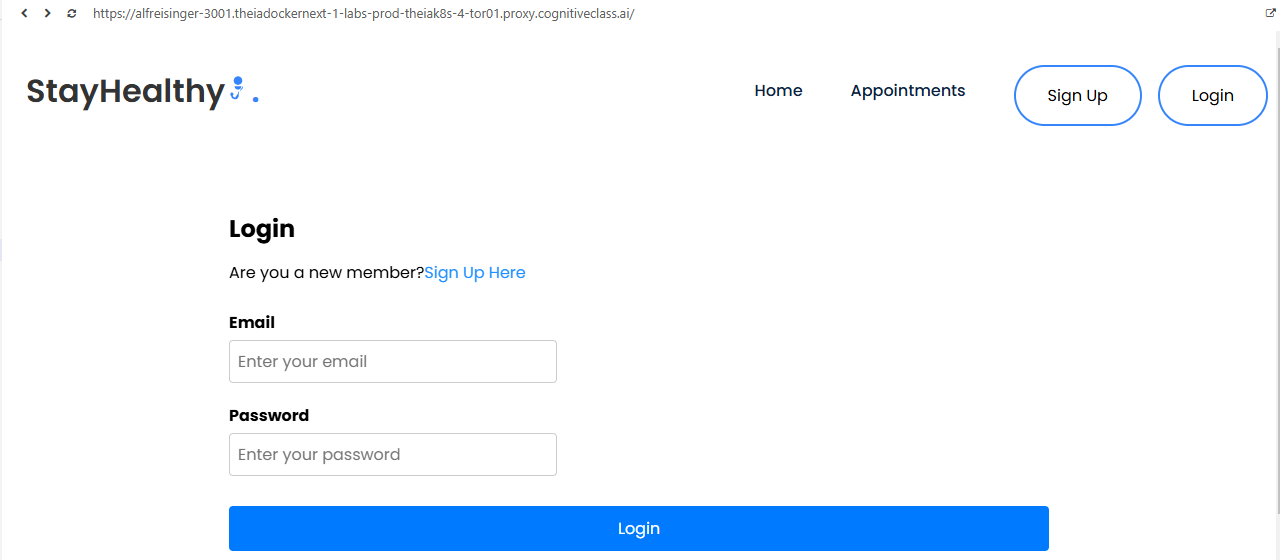 https://alfreisinger-3001.theiadockernext-1-labs-prod-theiak8s-4-tor01.proxy.cognitiveclass.ai/
StayHealthy .
Home Appointments Sign Up Login
Login
Are you a new member?Sign Up Here
Email
Enter your email
Password
Enter your password
Login